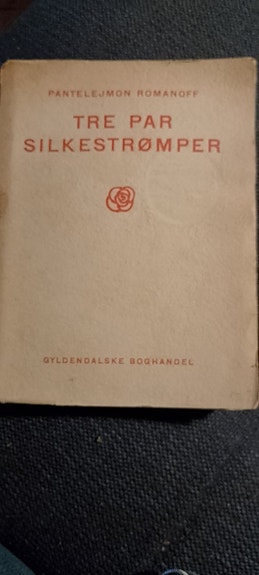 PANTELEJMON ROMANOFF
TRE PAR
SILKESTRØMPER
GYLDENDALSKE BOGHANDEL